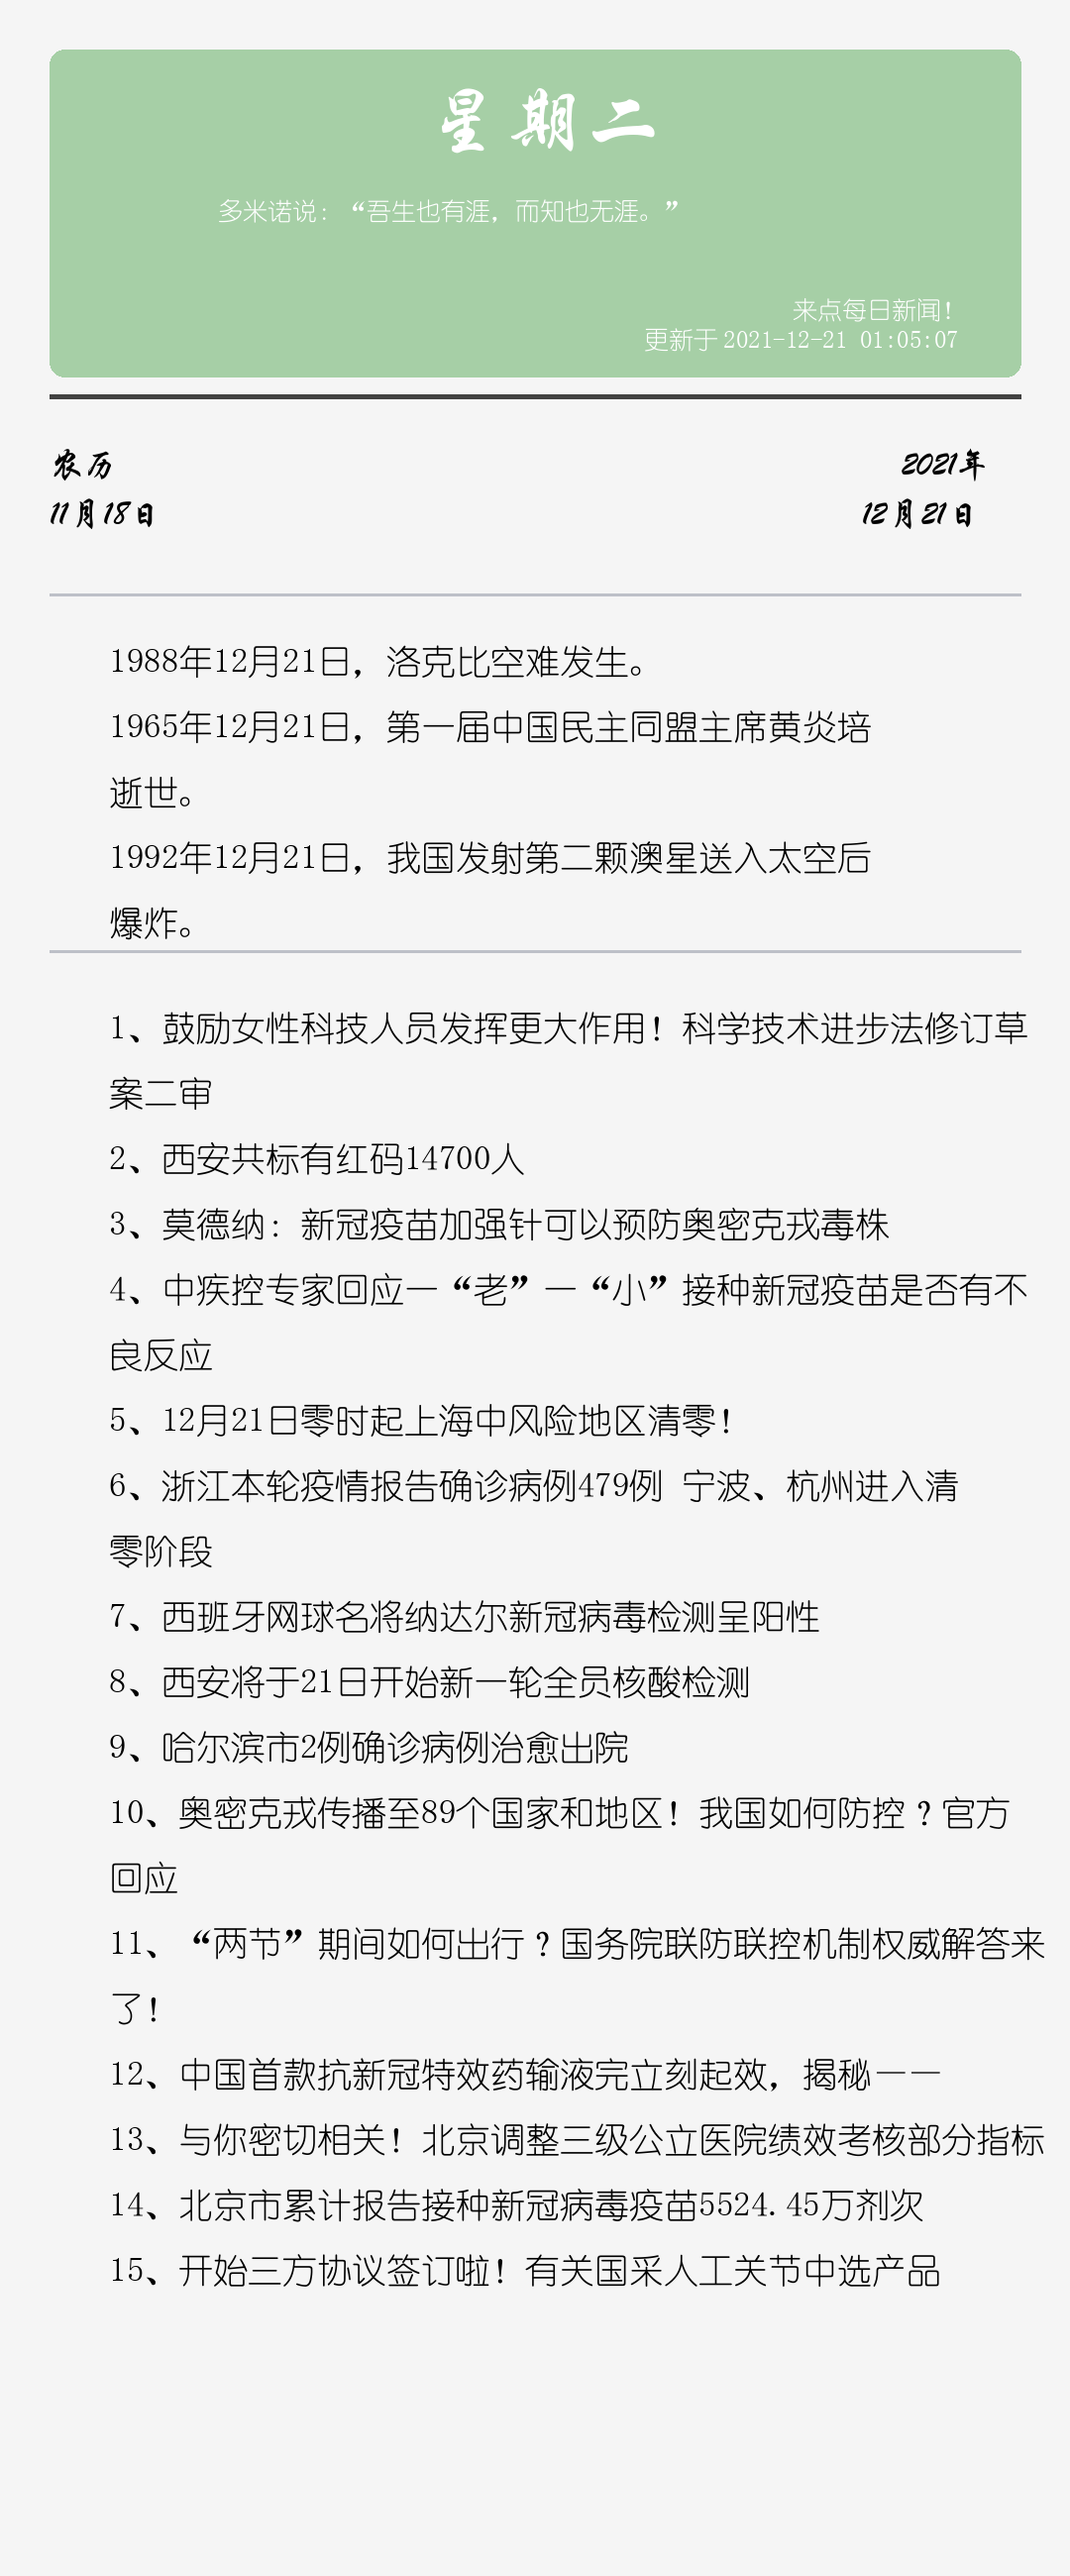 星期二
多米诺说：“吾生也有涯，而知也无涯。”
来点每日新闻！
更新于 2021-12-21 01:05:07
农历
2021年
11月18日
12月21日
1988年12月21日，洛克比空难发生。
1965年12月21日，第一届中国民主同盟主席黄炎培
逝世。
1992年12月21日，我国发射第二颗澳星送入太空后
爆炸。
1、鼓励女性科技人员发挥更大作用！科学技术进步法修订草
案二审
2、西安共标有红码14700人
3、莫德纳：新冠疫苗加强针可以预防奥密克戎毒株
4、中疾控专家回应一“老”一“小”接种新冠疫苗是否有不
良反应
5、12月21日零时起上海中风险地区清零！
6、浙江本轮疫情报告确诊病例479例 宁波、杭州进入清
零阶段
7、西班牙网球名将纳达尔新冠病毒检测呈阳性
8、西安将于21日开始新一轮全员核酸检测
9、哈尔滨市2例确诊病例治愈出院
10、奥密克戎传播至89个国家和地区！我国如何防控？官方
回应
11、“两节”期间如何出行？国务院联防联控机制权威解答来
了！
12、中国首款抗新冠特效药输液完立刻起效，揭秘——
13、与你密切相关！北京调整三级公立医院绩效考核部分指标
14、北京市累计报告接种新冠病毒疫苗5524.45万剂次
15、开始三方协议签订啦！有关国采人工关节中选产品